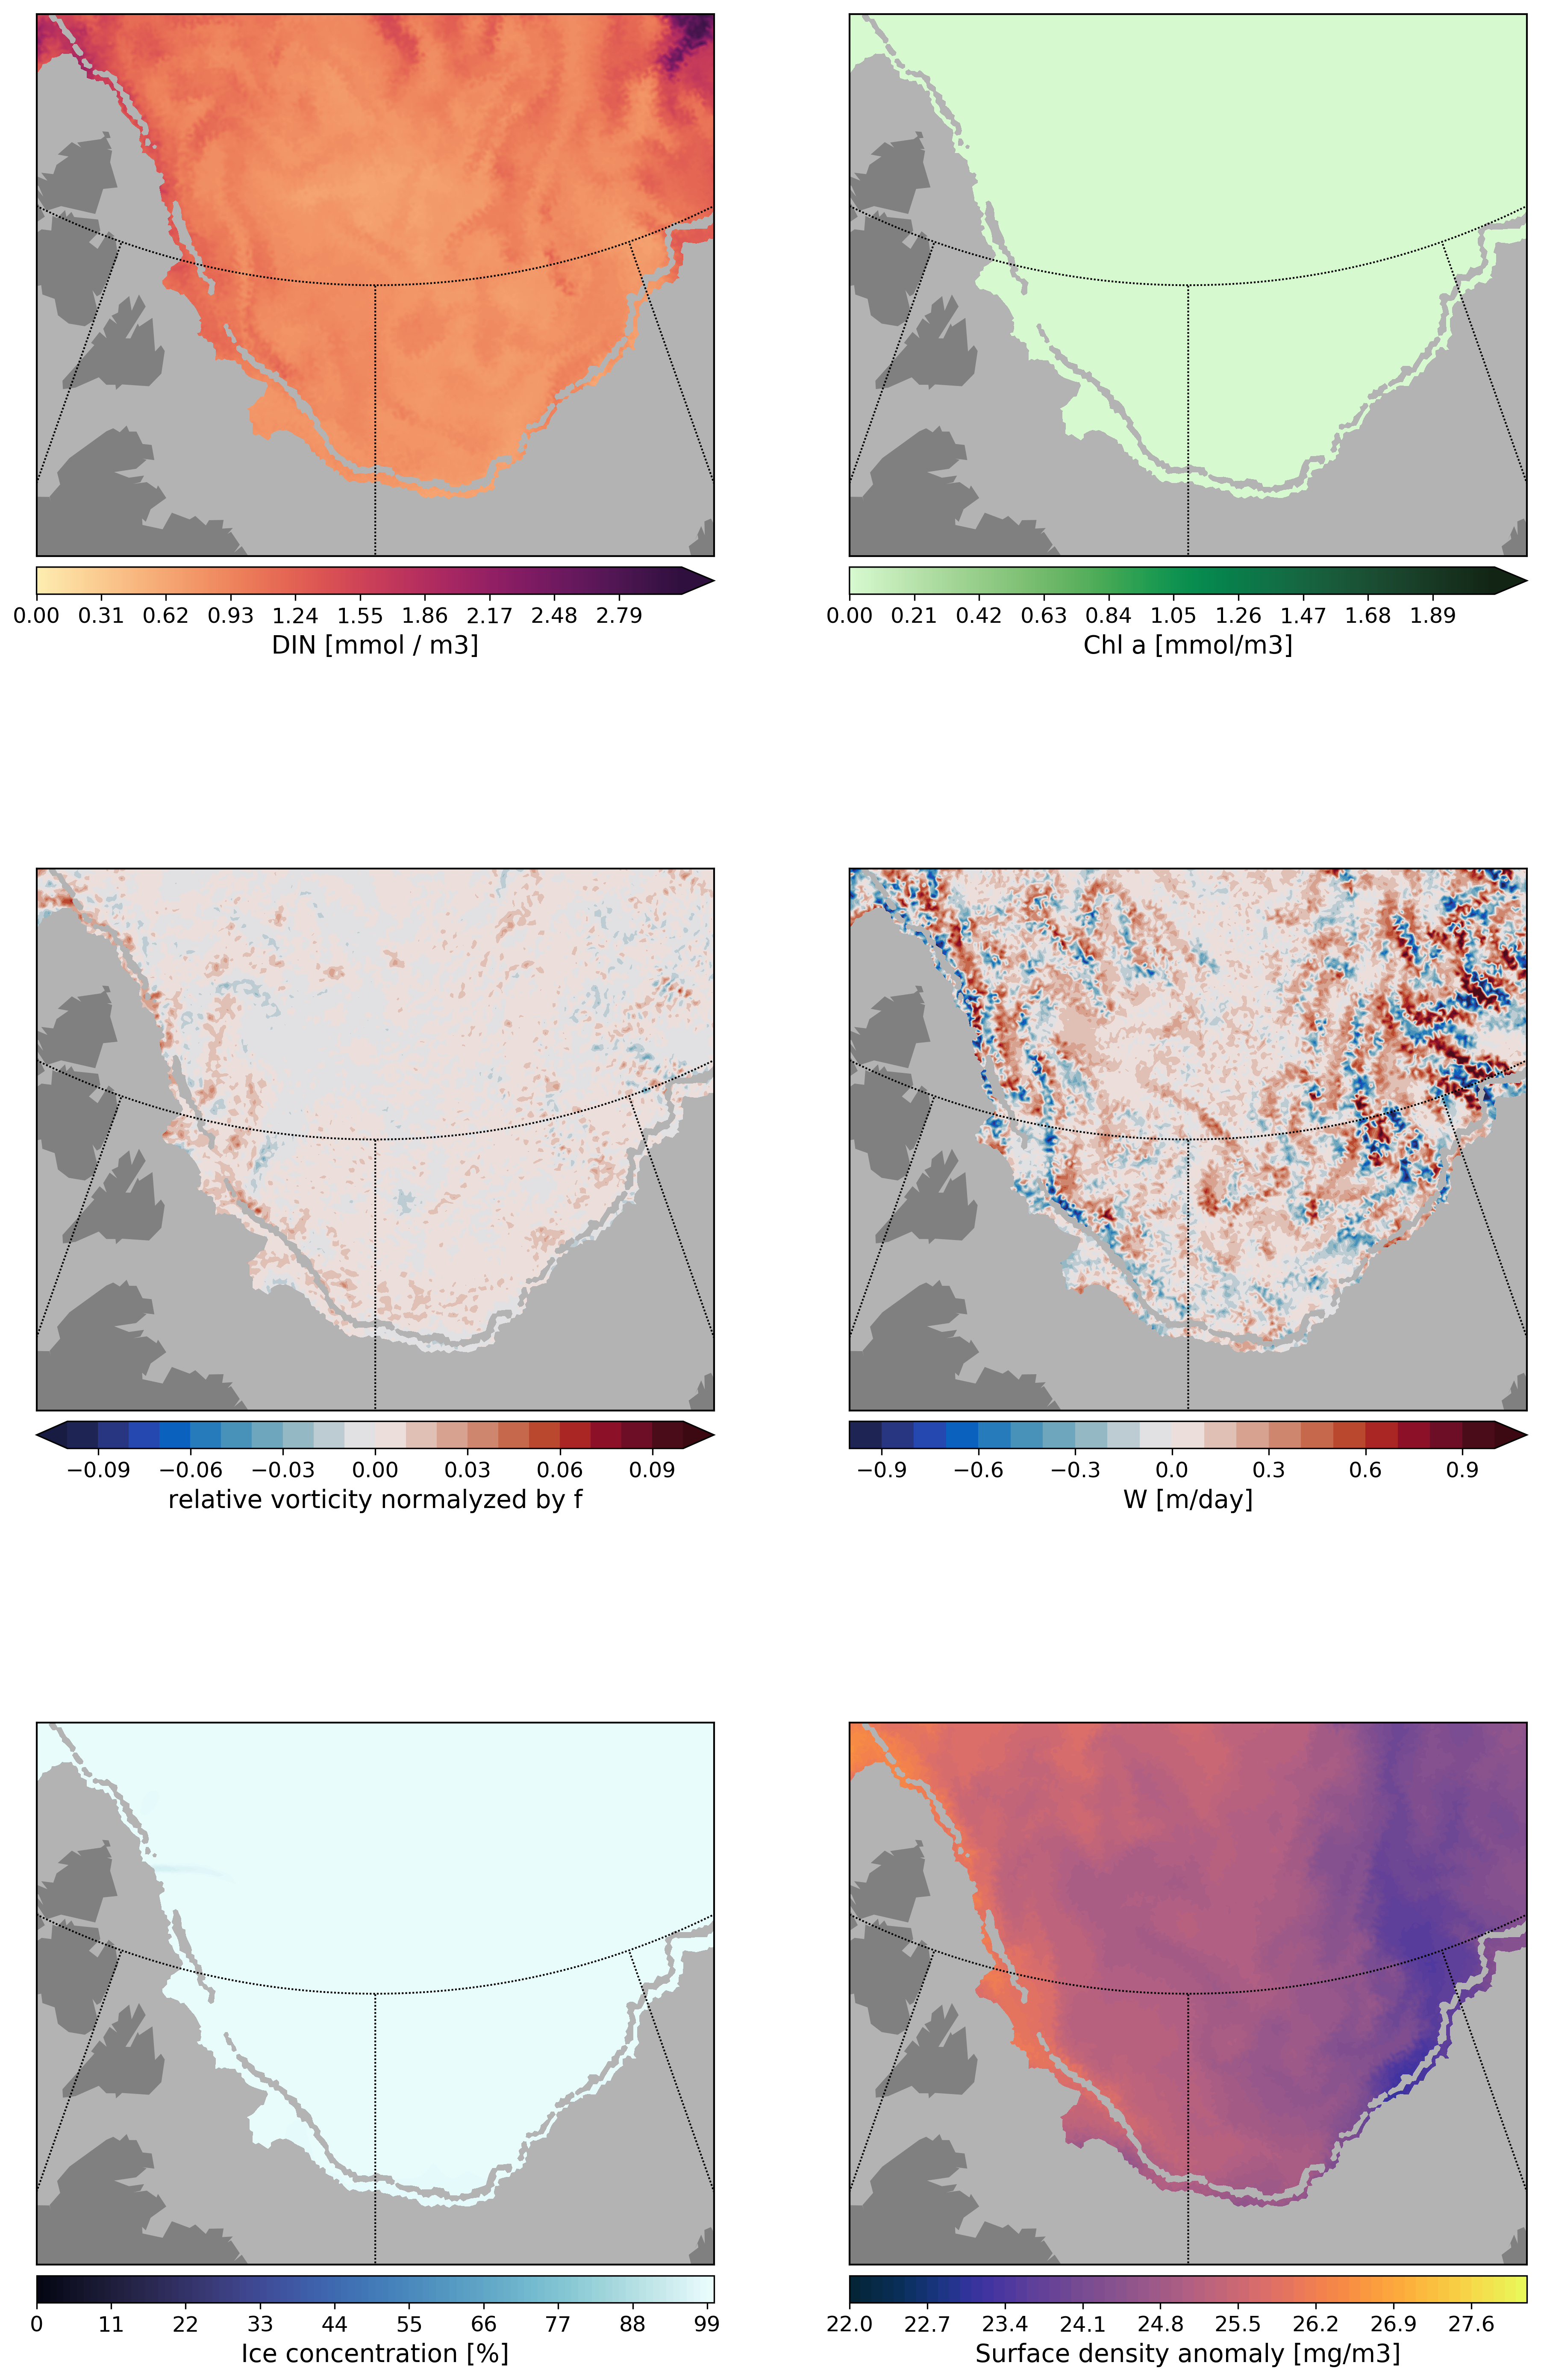 0.00 0.31 0.62 0.93 1.24 1.55 1.86 2.17 2.48 2.79
DIN [mmol / m3]
0.00 0.21 0.42 0.63 0.84 1.05 1.26 1.47 1.68 1.89
Chl a [mmol/m3]
−0.09 −0.06 −0.03 0.00 0.03 0.06 0.09
relative vorticity normalyzed by f
−0.9 −0.6 −0.3 0.0 0.3 0.6 0.9
W [m/day]
0 11 22 33 44 55 66 77 88 99
Ice concentration [%]
22.0 22.7 23.4 24.1 24.8 25.5 26.2 26.9 27.6
Surface density anomaly [mg/m3]